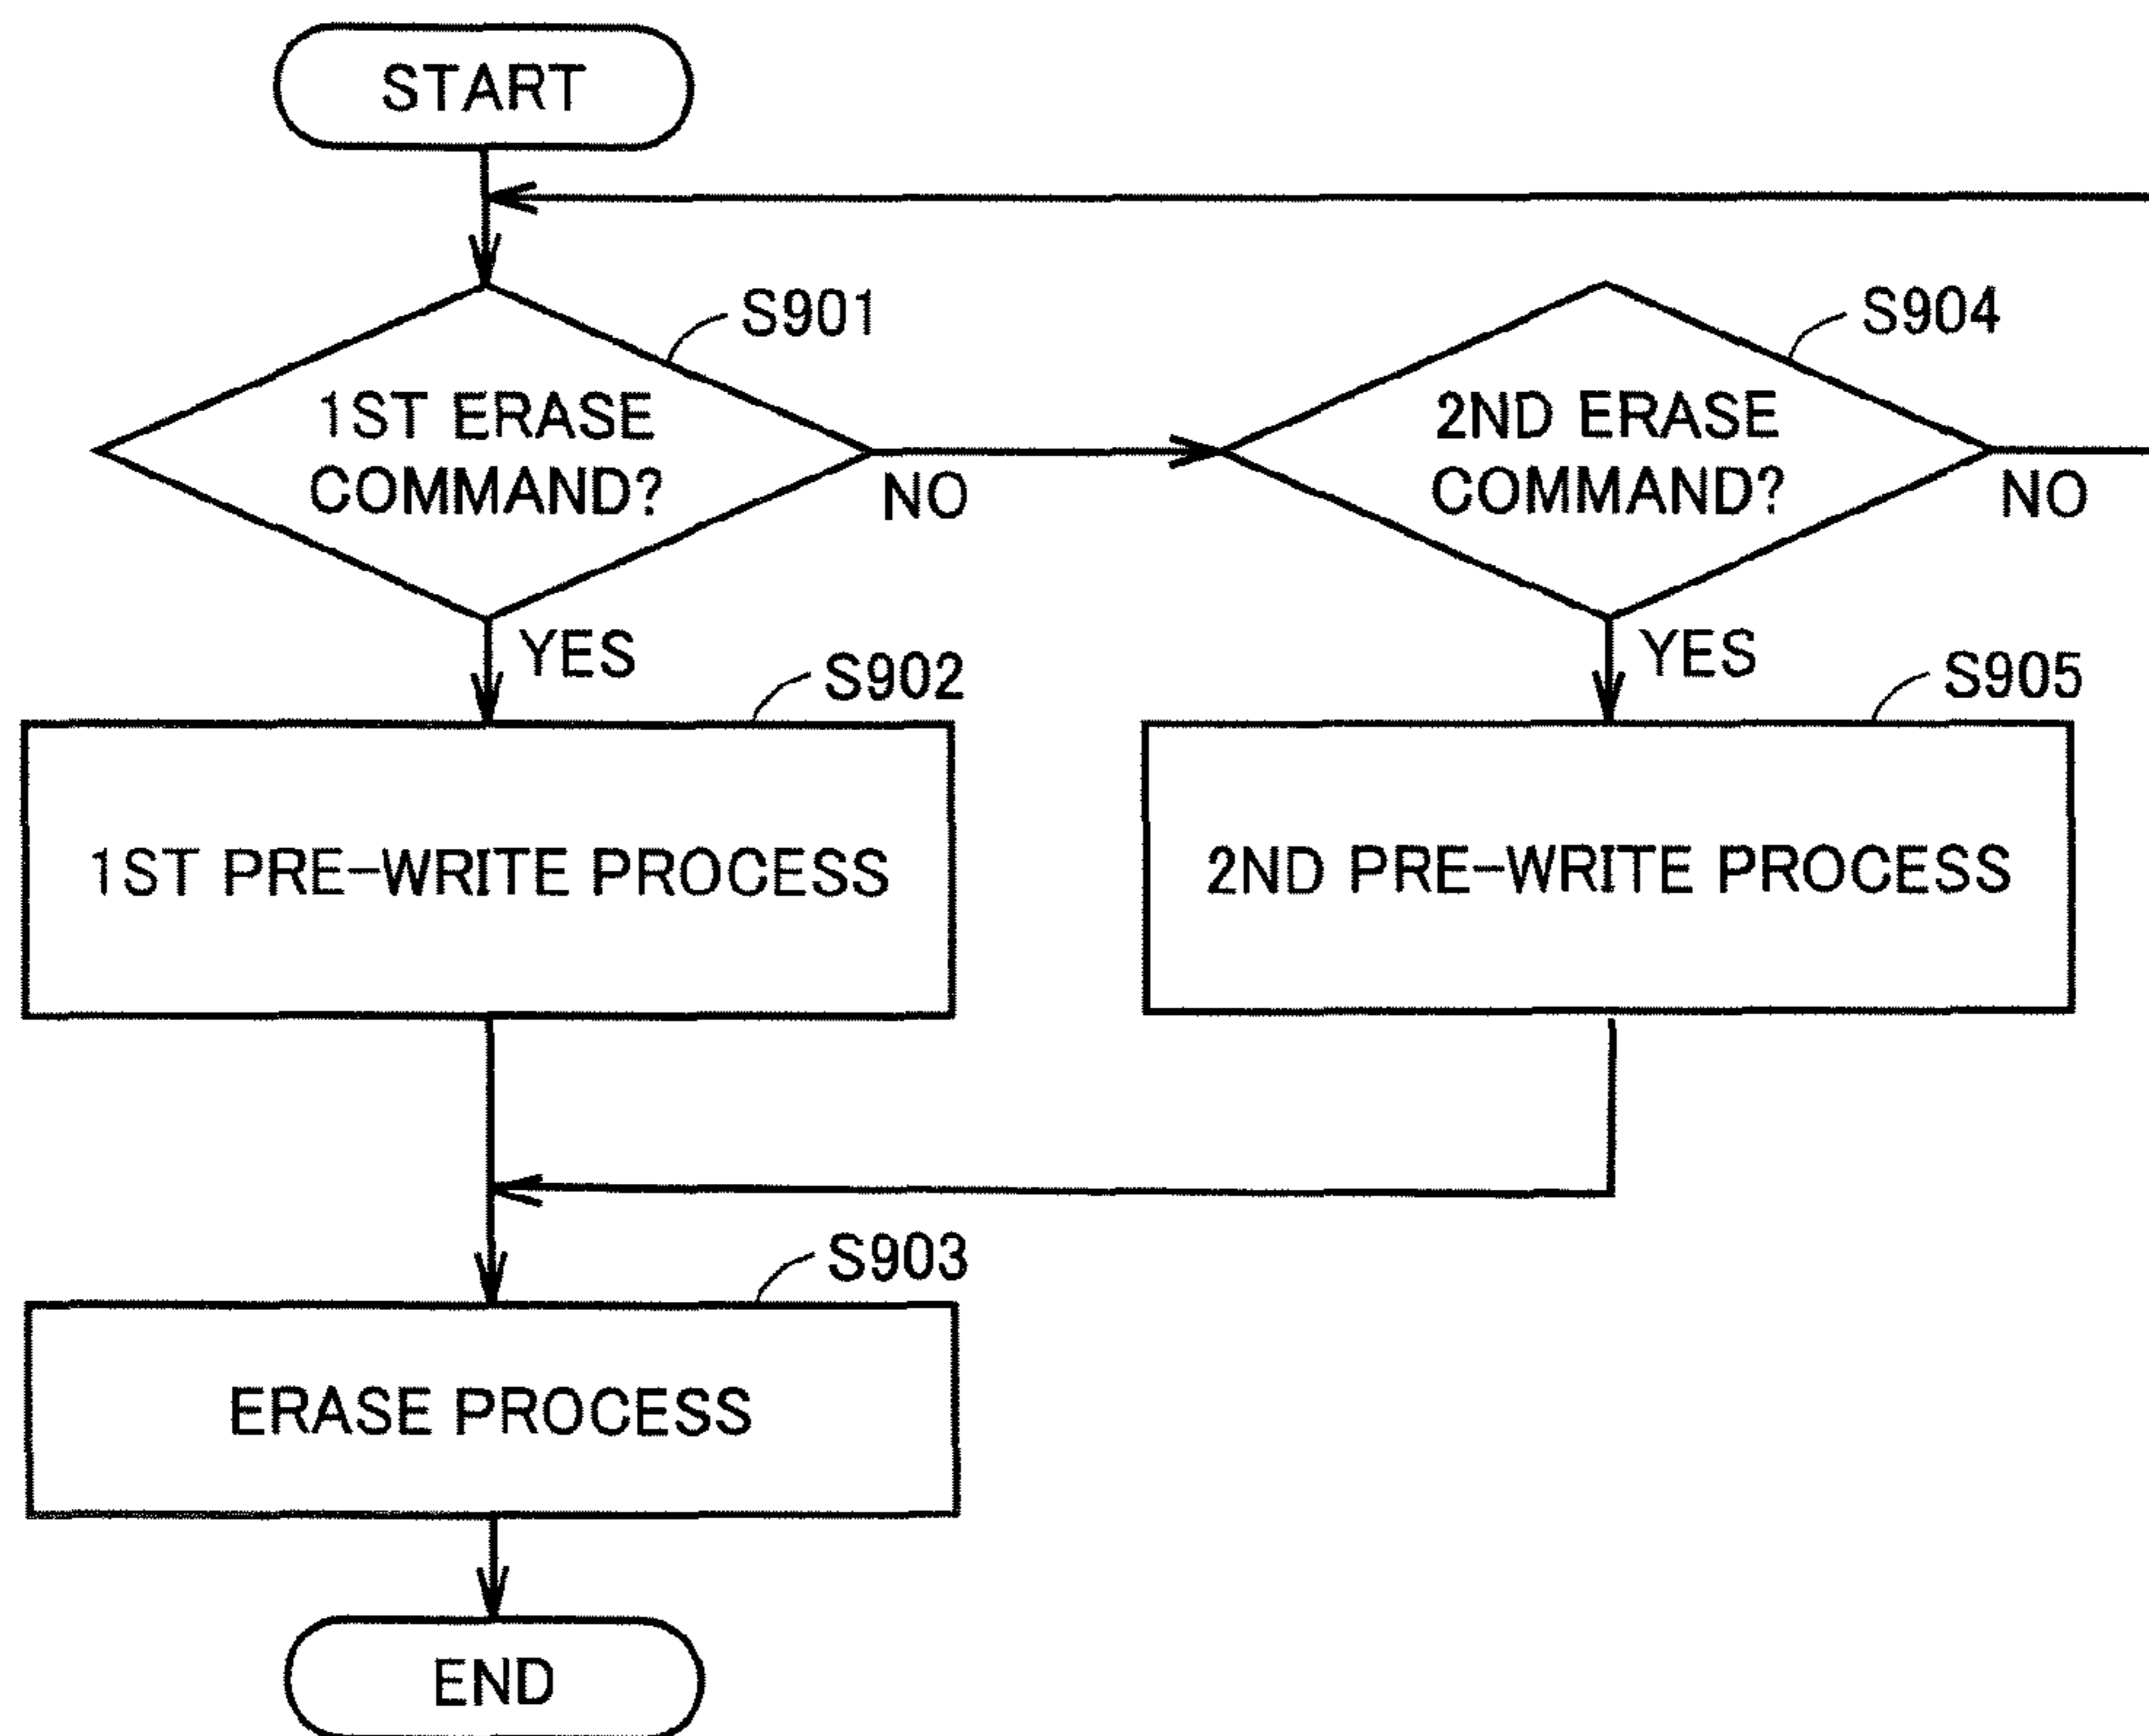 START
S901
1ST ERASE
COMMAND?
NO
YES
S904
2ND ERASE
COMMAND?
NO
YES
S902
1ST PRE-WRITE PROCESS
S905
2ND PRE-WRITE PROCESS
S903
ERASE PROCESS
END